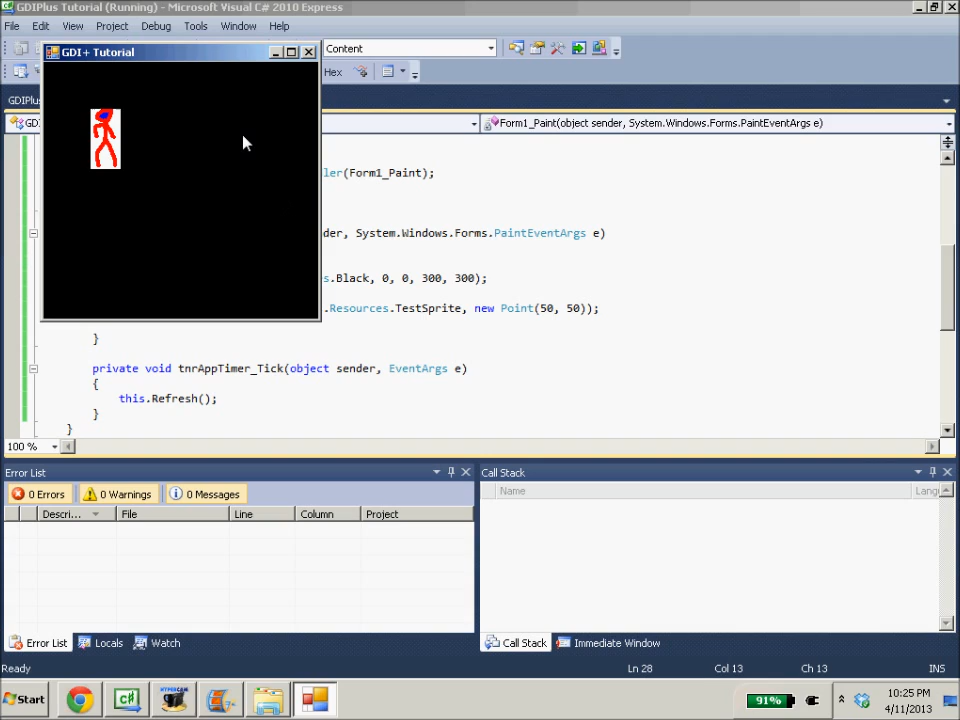 GDIPlus Tutorial (Running) - Microsoft Visual C# 2010 Express
File Edit View Project Debug Tools Window Help
GDI+ Tutorial
Content
Hex
GDIPlus
GDI
Form1_Paint(object sender, System.Windows.Forms.PaintEventArgs e)
ler(Form1_Paint);
der, System.Windows.Forms.PaintEventArgs e)
s.Black, 0, 0, 300, 300);
.Resources.TestSprite, new Point(50, 50));
}
private void tnrAppTimer_Tick(object sender, EventArgs e)
{
this.Refresh();
}
}
100 %
Error List
Call Stack
0 Errors 0 Warnings 0 Messages
Name
Lang
Descri... File Line Column Project
Error List Locals Watch
Call Stack Immediate Window
Ready
Ln 28 Col 13 Ch 13 INS
Start
C#
HYPERCAM
91%
10:25 PM
4/11/2013